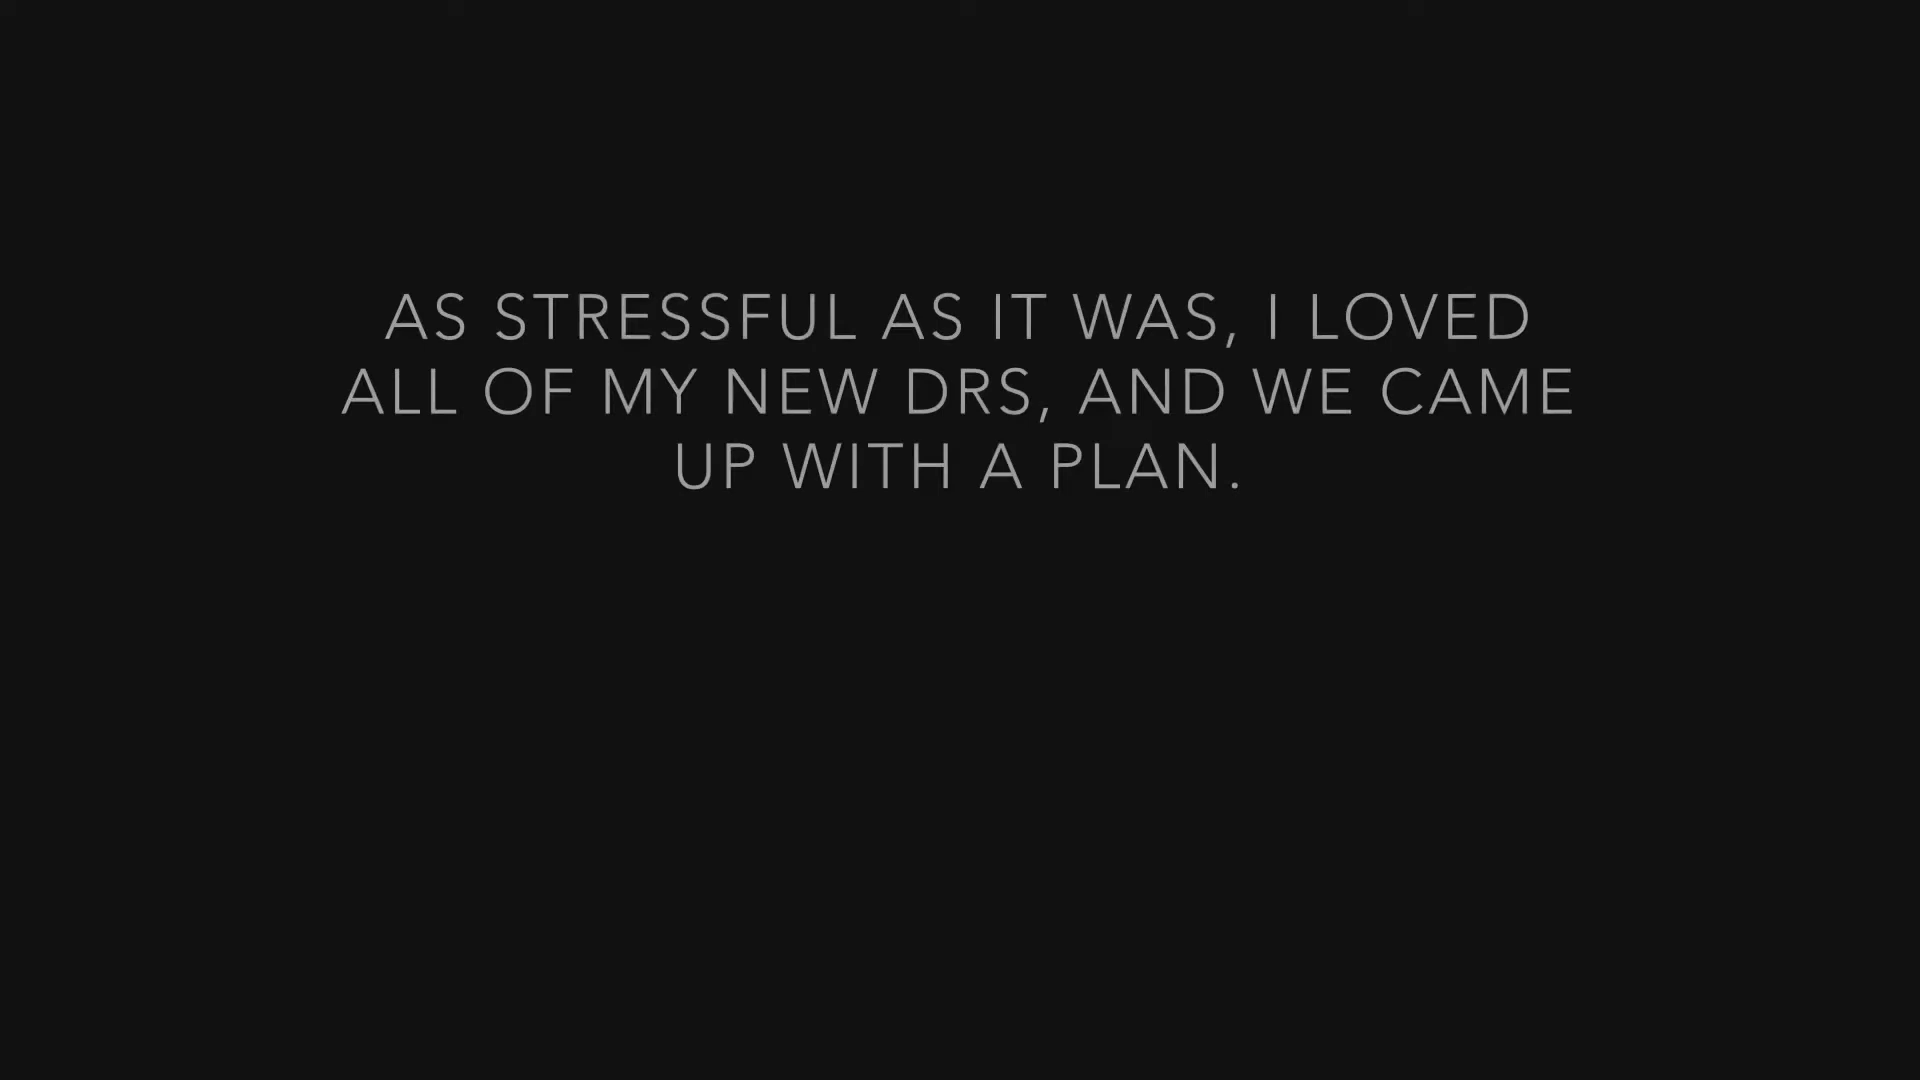 AS STRESSFUL AS IT WAS, I LOVED
ALL OF MY NEW DRS, AND WE CAME
UP WITH A PLAN.